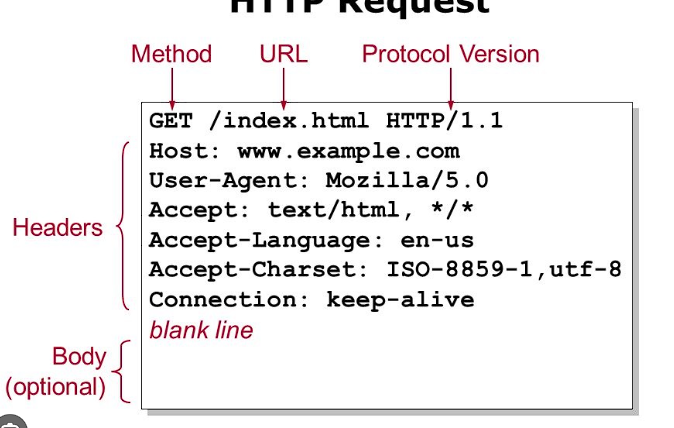 HTTP Request
Method URL Protocol Version
GET /index.html HTTP/1.1
Host: www.example.com
User-Agent: Mozilla/5.0
Accept: text/html, */*
Headers
Accept-Language: en-us
Accept-Charset: ISO-8859-1,utf-8
Connection: keep-alive
blank line
Body
(optional)